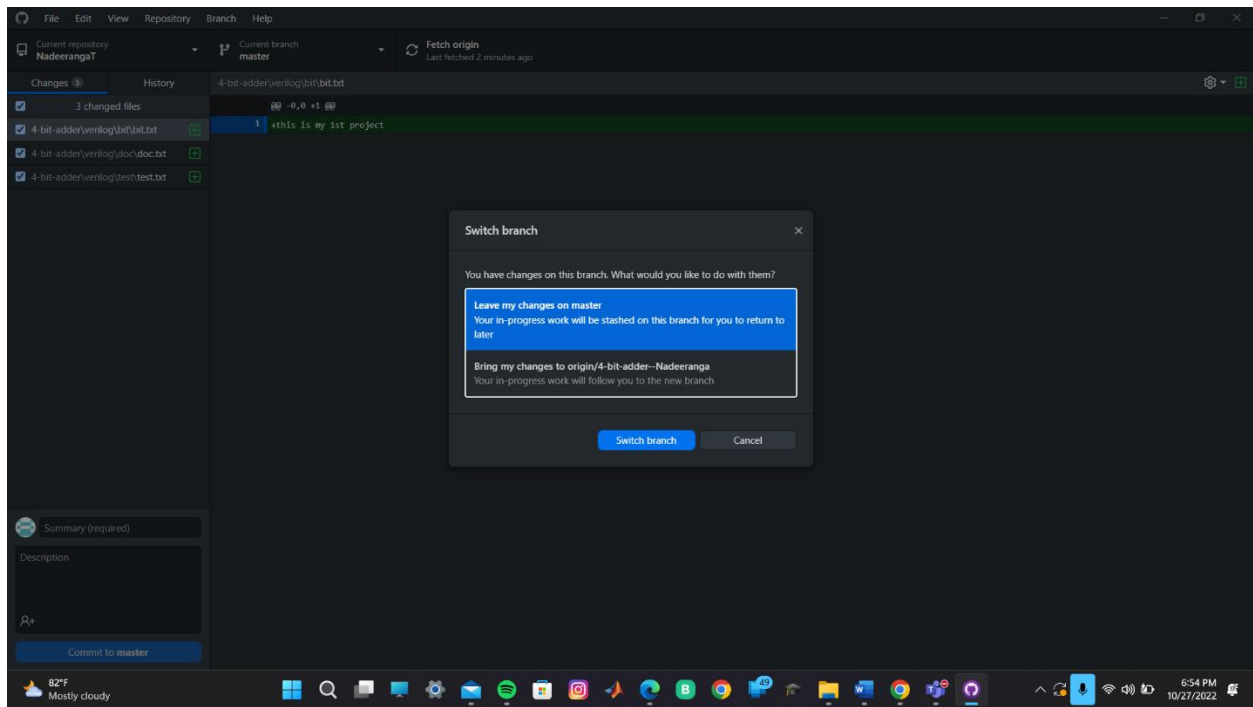 File Edit View Repository Branch Help
Current repository
NadeerangaT
Current branch
master
Fetch origin
Last fetched 2 minutes ago
Changes 3
History
4-bit-adder\verilog\bit\bit.txt
3 changed files
@@ -0,0 +1 @@
4-bit-adder\verilog\bit\bit.txt
1 +this is my 1st project
4-bit-adder\verilog\doc\doc.txt
4-bit-adder\verilog\test\test.txt
Switch branch
You have changes on this branch. What would you like to do with them?
Leave my changes on master
Your in-progress work will be stashed on this branch for you to return to
later
Bring my changes to origin/4-bit-adder--Nadeeranga
Your in-progress work will follow you to the new branch
Switch branch
Cancel
Summary (required)
Description
Commit to master
82°F
Mostly cloudy
B
49
6:54 PM
10/27/2022